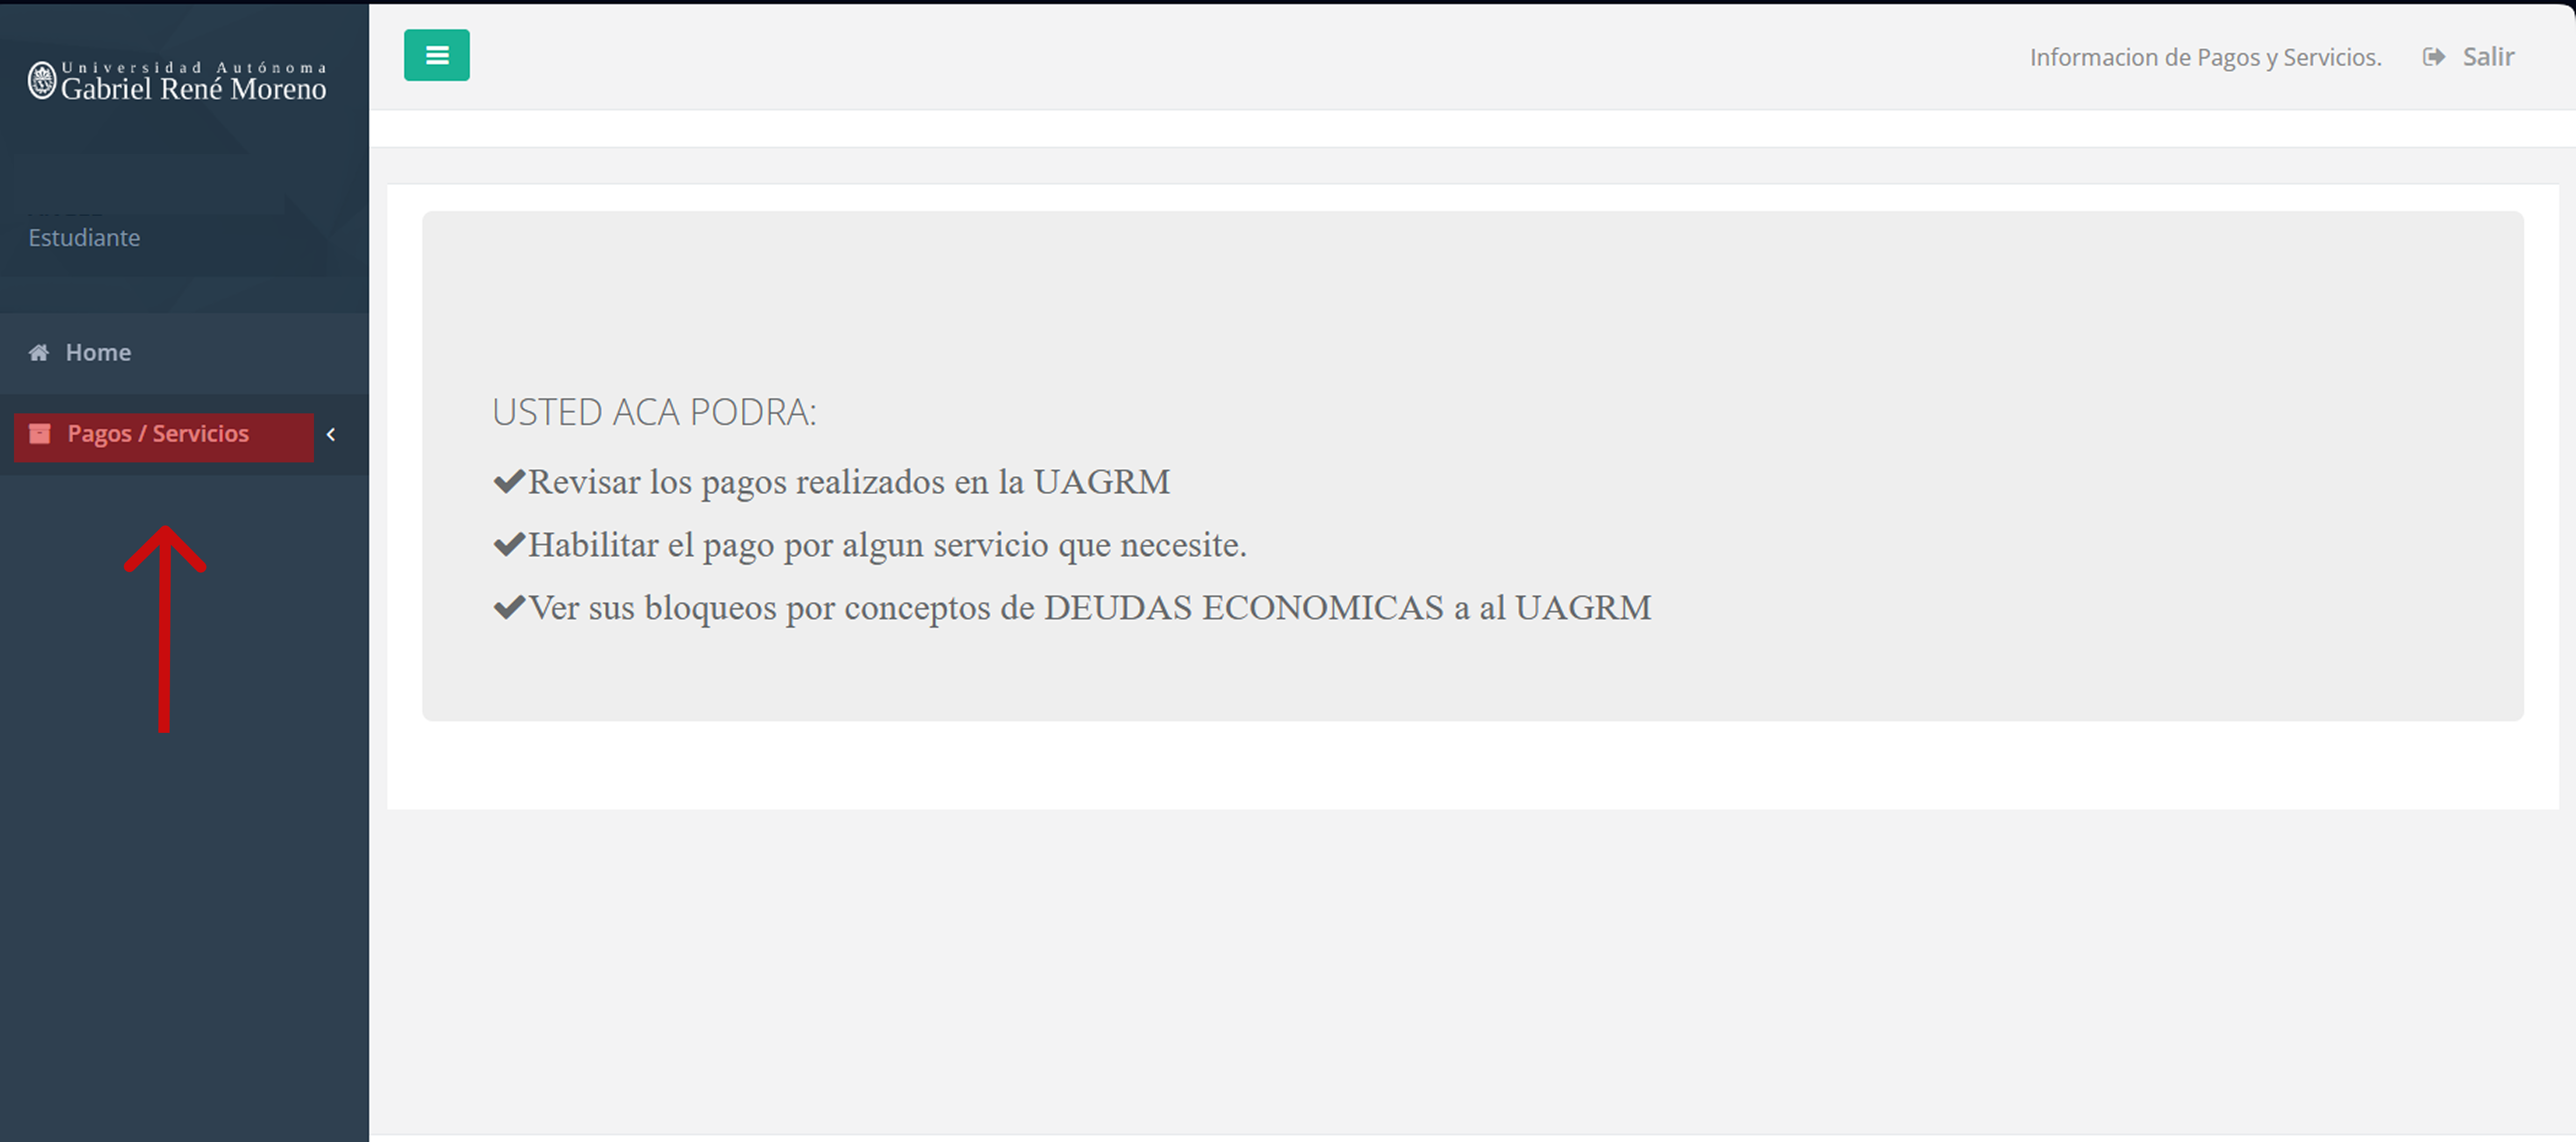 Universidad Autónoma
Gabriel René Moreno
Informacion de Pagos y Servicios.
Salir
Estudiante
Home
Pagos / Servicios
USTED ACA PODRA:
Revisar los pagos realizados en la UAGRM
Habilitar el pago por algun servicio que necesite.
Ver sus bloqueos por conceptos de DEUDAS ECONOMICAS a al UAGRM